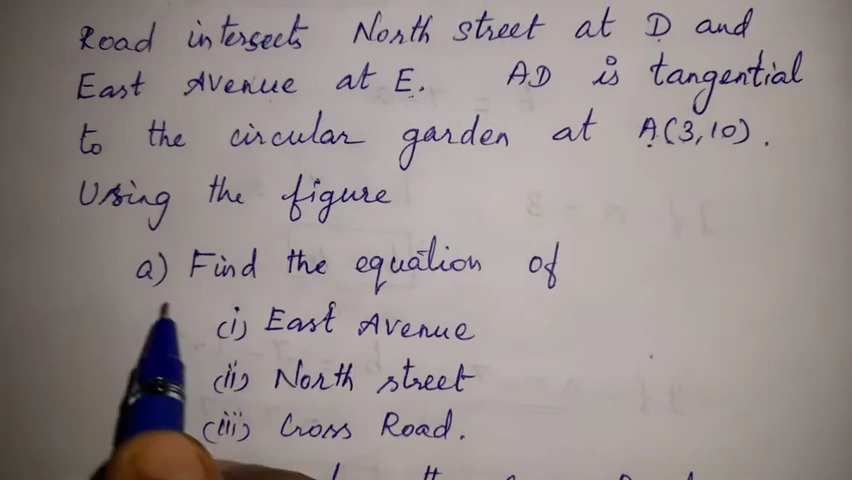 Road intersects North street at D and
East Avenue at E. AD is tangential
to the circular garden at A(3,10).
Using the figure
a) Find the equation of
(i) East Avenue
(ii) North street
(iii) Cross Road.